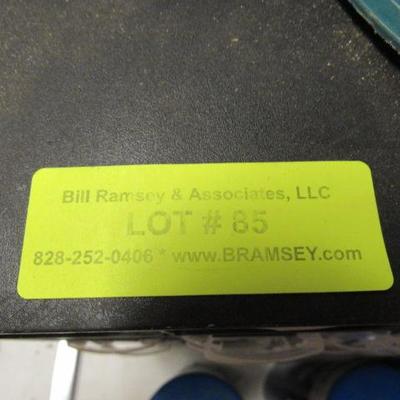 Bill Ramsey & Associates, LLC
LOT # 85
828-252-0406 * www.BRAMSEY.com